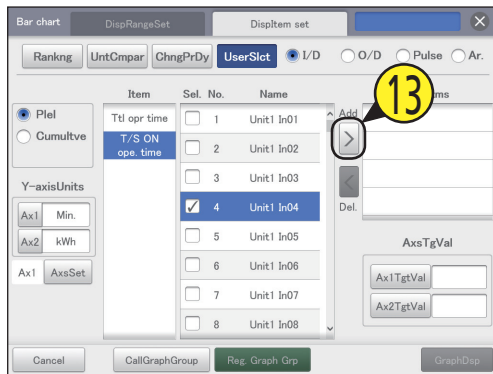 Bar chart DispRangeSet DispItem set
Rankng UntCmpar ChngPrDy UserSlct I/D O/D Pulse Ar.
13
Item Sel. No. Name Add ms
Plel
Cumultve
Y-axisUnits
Ax1 Min.
Ax2 kWh
Ax1 AxsSet
Ttl opr time
T/S ON
ope. time
1 Unit1 In01
2 Unit1 In02
3 Unit1 In03
4 Unit1 In04
5 Unit1 In05
6 Unit1 In06
7 Unit1 In07
8 Unit1 In08
>
<
Del.
AxsTgVal
Ax1TgtVal
Ax2TgtVal
Cancel CallGraphGroup Reg. Graph Grp GraphDsp